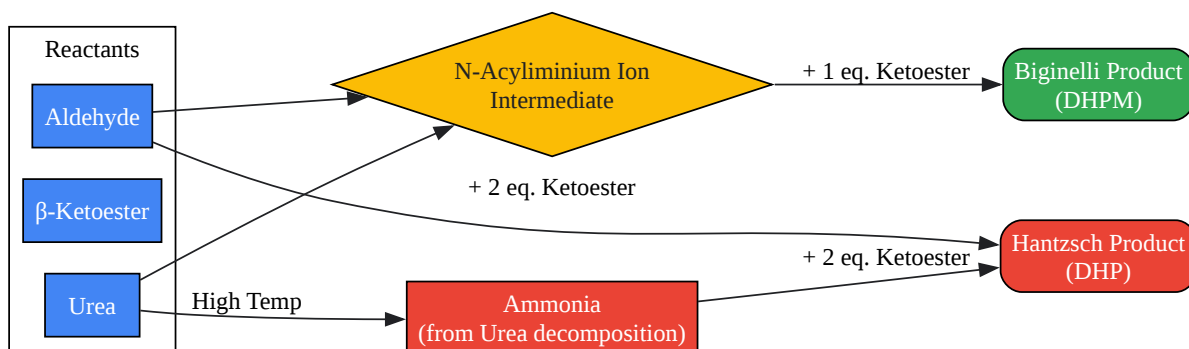 Reactants
Aldehyde
β-Ketoester
Urea
N-Acyliminium Ion
Intermediate
+ 1 eq. Ketoester
Biginelli Product
(DHPM)
+ 2 eq. Ketoester
High Temp
Ammonia
(from Urea decomposition)
+ 2 eq. Ketoester
Hantzsch Product
(DHP)